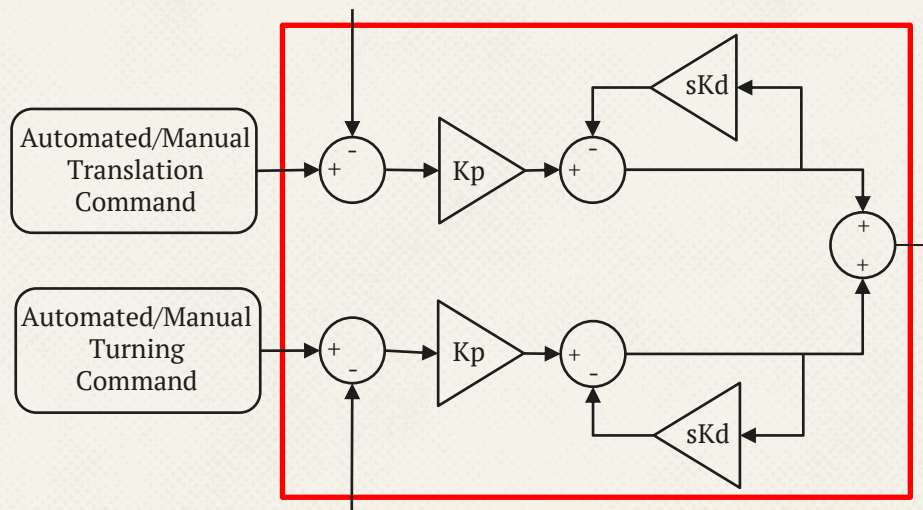 sKd
-
Automated/Manual
Translation
Command
+
Kp
-
+
+
+
Automated/Manual
Turning
Command
+
-
Kp
+
-
sKd